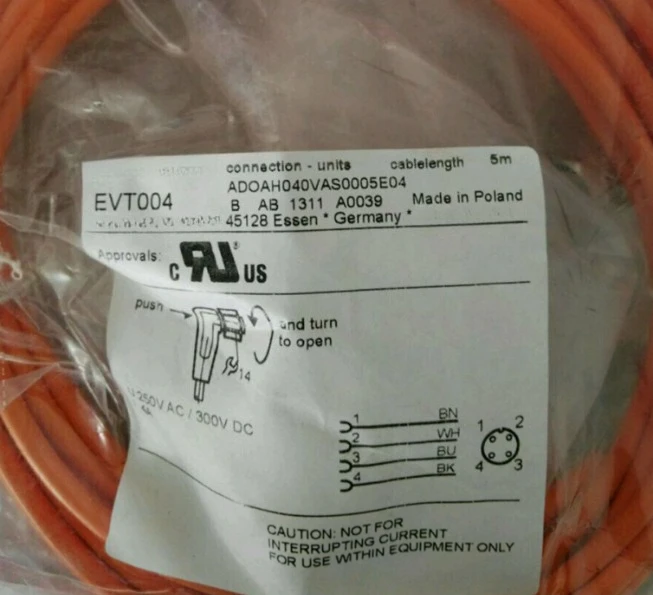 connection - units cablelength 5m
EVT004 ADOAH040VAS0005E04
B AB 1311 A0039 Made in Poland
45128 Essen * Germany *
Approvals:
C RU ® US
push
and turn
to open
14
250V AC / 300V DC
4A
1 BN
2 WH
3 BU
4 BK
1 2
4 3
CAUTION: NOT FOR
INTERRUPTING CURRENT
FOR USE WITHIN EQUIPMENT ONLY